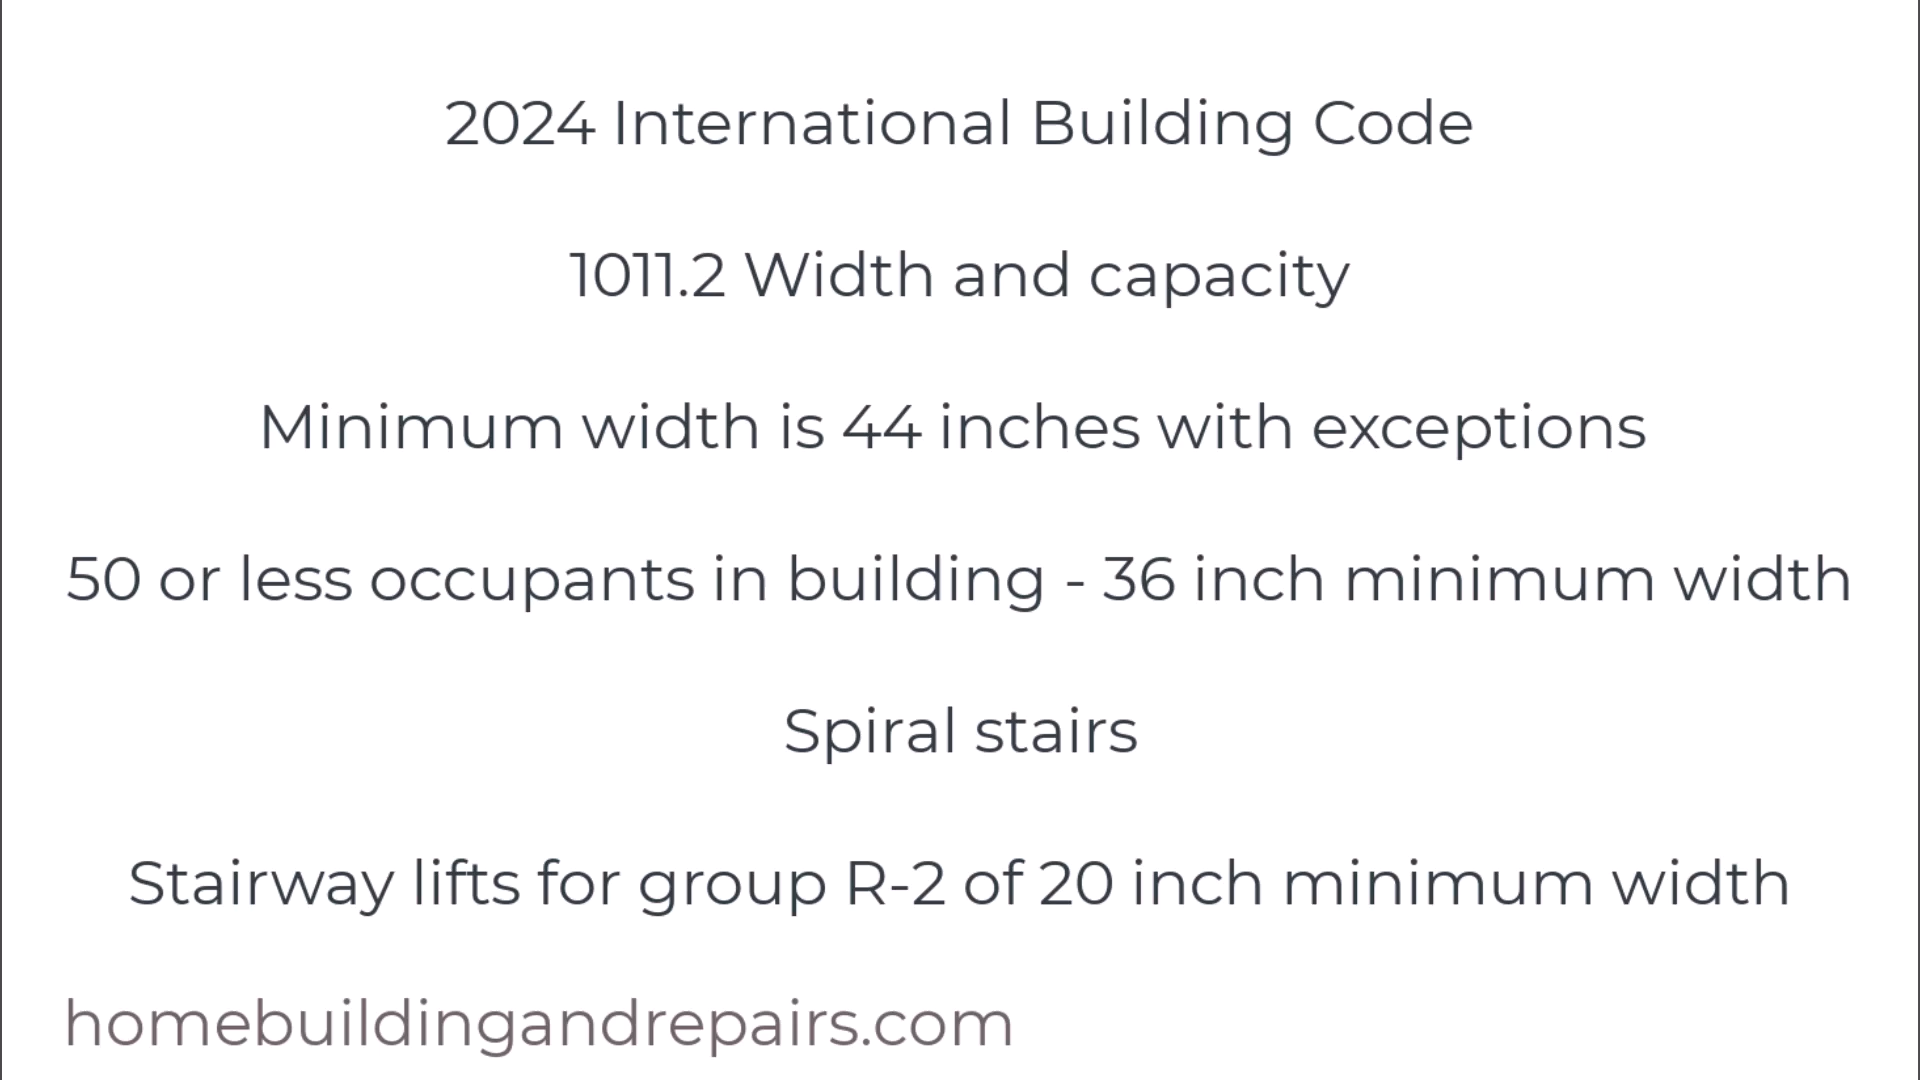 2024 International Building Code
1011.2 Width and capacity
Minimum width is 44 inches with exceptions
50 or less occupants in building - 36 inch minimum width
Spiral stairs
Stairway lifts for group R-2 of 20 inch minimum width
homebuildingandrepairs.com